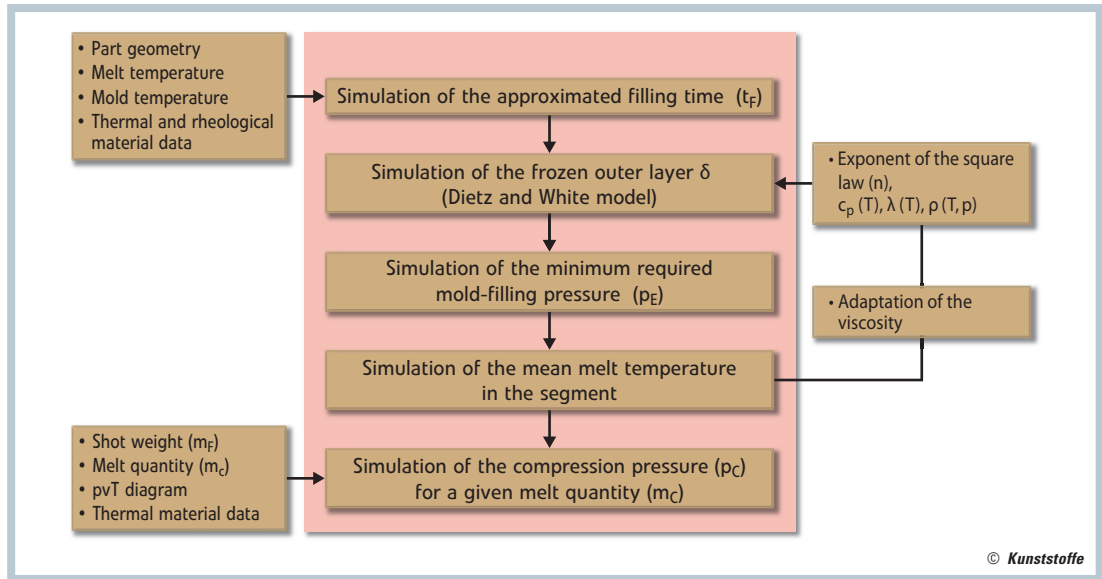 • Part geometry
• Melt temperature
• Mold temperature
• Thermal and rheological
material data
Simulation of the approximated filling time (tF)
Simulation of the frozen outer layer δ
(Dietz and White model)
• Exponent of the square
law (n),
cp (T), λ (T), ρ (T, p)
Simulation of the minimum required
mold-filling pressure (pE)
• Adaptation of the
viscosity
Simulation of the mean melt temperature
in the segment
• Shot weight (mF)
• Melt quantity (mc)
• pvT diagram
• Thermal material data
Simulation of the compression pressure (pC)
for a given melt quantity (mC)
© Kunststoffe